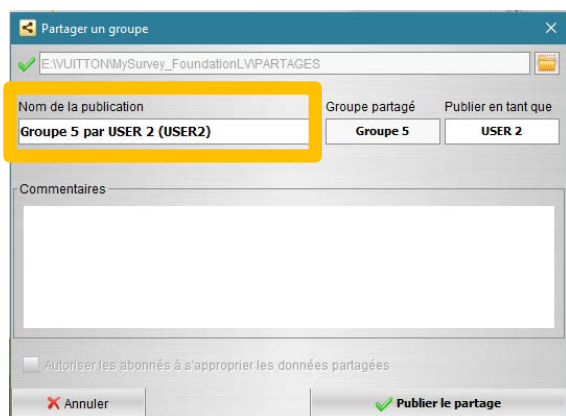 Partager un groupe
E:\VUITTON\MySurvey_FoundationLV\PARTAGES
Nom de la publication Groupe partagé Publier en tant que
Groupe 5 par USER 2 (USER2) Groupe 5 USER 2
Commentaires
Autoriser les abonnés à s'approprier les données partagées
Annuler Publier le partage